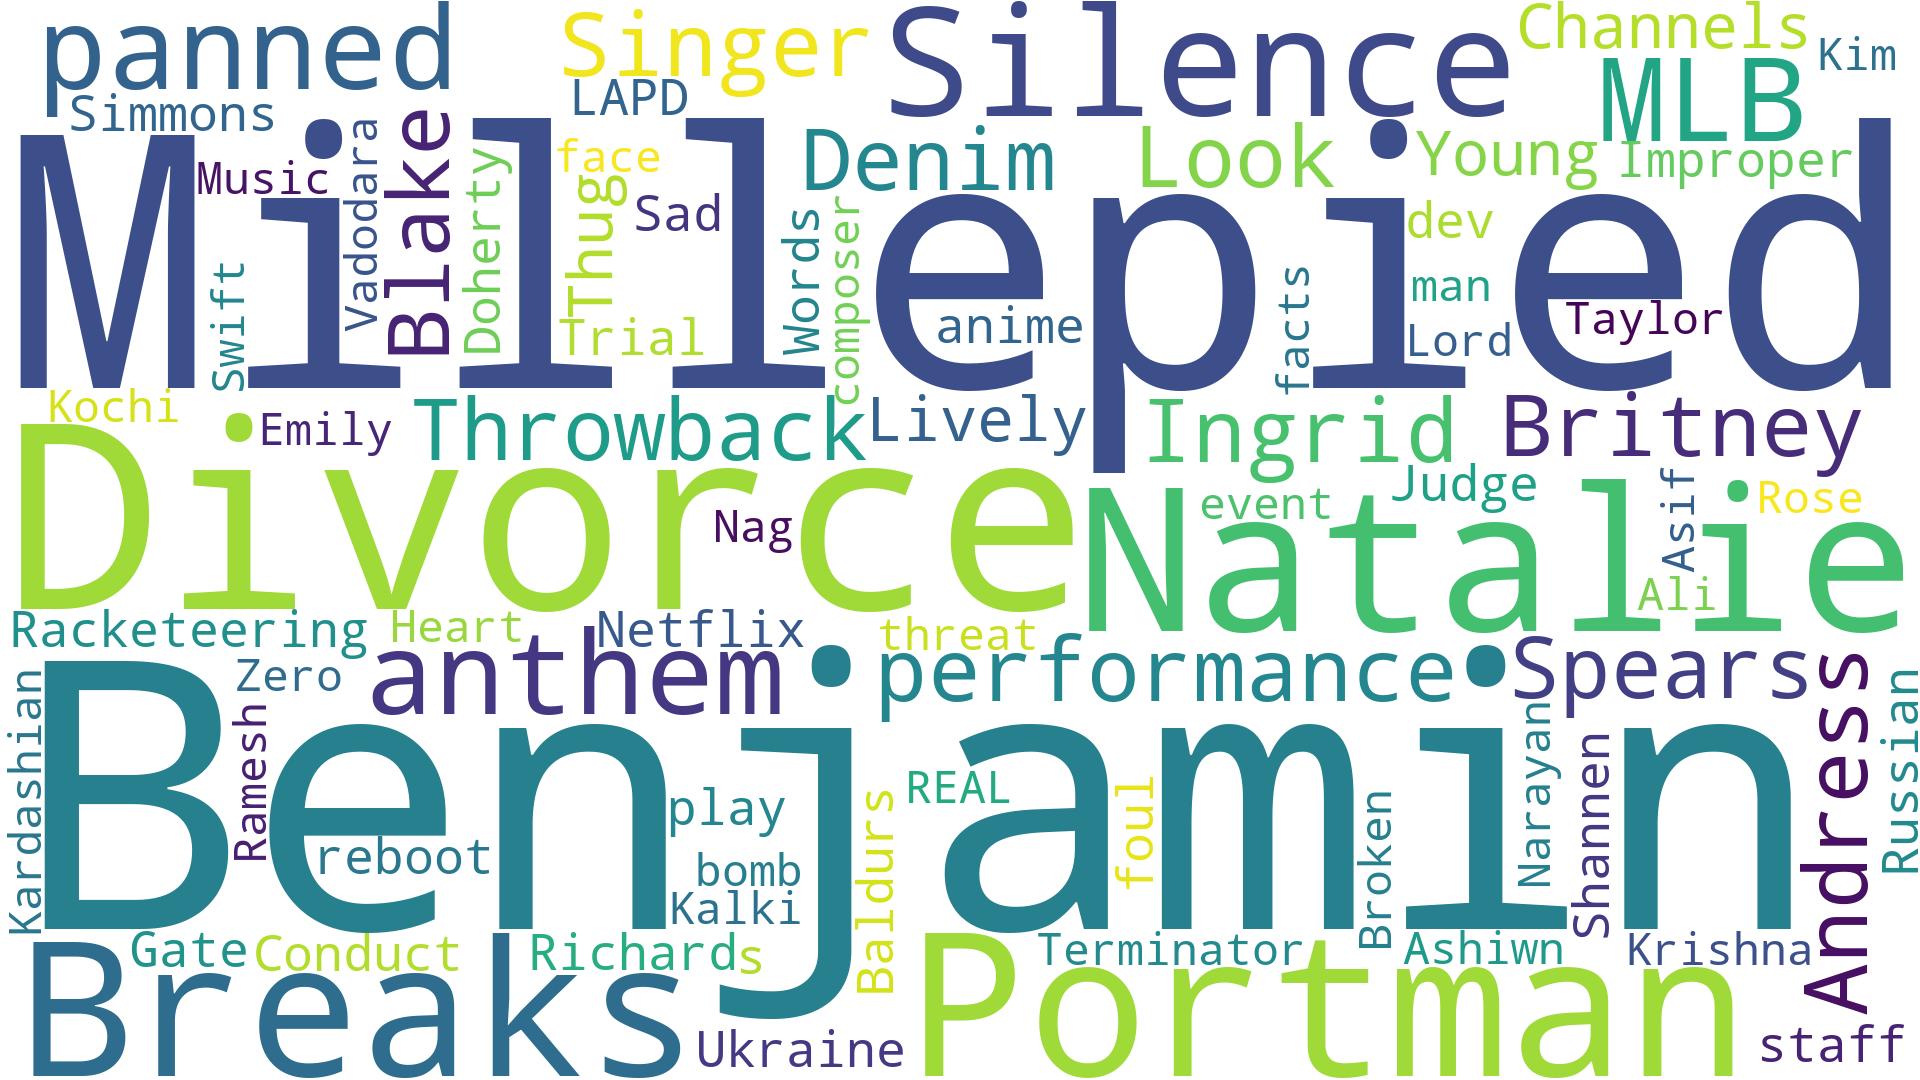 panned
Singer
Silence
Channels
Kim
Simmons
LAPD
MLB
Millepied
Music
Vadodara
Blake
Doherty
face
Thug
Sad
Denim
Look
Young
Improper
Swift
Trial
Words
composer
anime
facts
dev
man
Lord
Taylor
Kochi
Emily
Throwback
Lively
Ingrid
Britney
Divorce
Nag
Natalie
event
Judge
Asif
Rose
Ali
Racketeering
Heart
Netflix
threat
Zero
anthem
performance
Spears
Kardashian
Benjamin
Ramesh
reboot
play
bomb
Kalki
Baldurs
REAL
foul
Broken
Narayan
Shannen
Andress
Russian
Gate
Conduct
Richards
Terminator
Ashiwn
Krishna
Breaks
Ukraine
Portman
staff